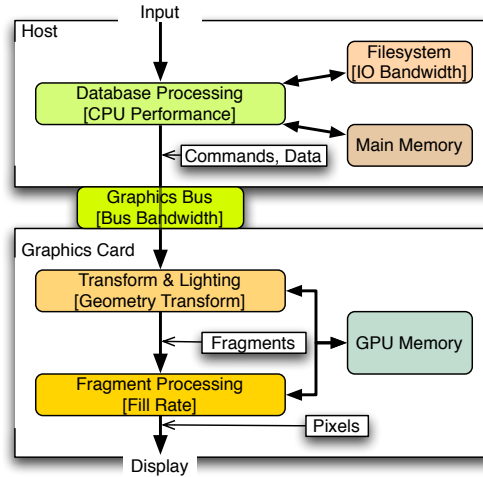 Input
Host
Filesystem
[IO Bandwidth]
Database Processing
[CPU Performance]
Main Memory
Commands, Data
Graphics Bus
[Bus Bandwidth]
Graphics Card
Transform & Lighting
[Geometry Transform]
Fragments
GPU Memory
Fragment Processing
[Fill Rate]
Pixels
Display